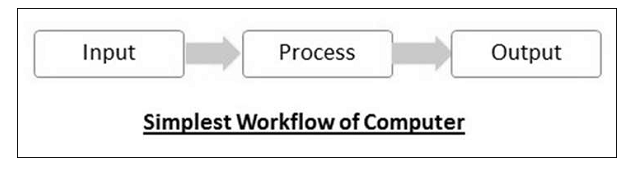 Input Process Output
Simplest Workflow of Computer